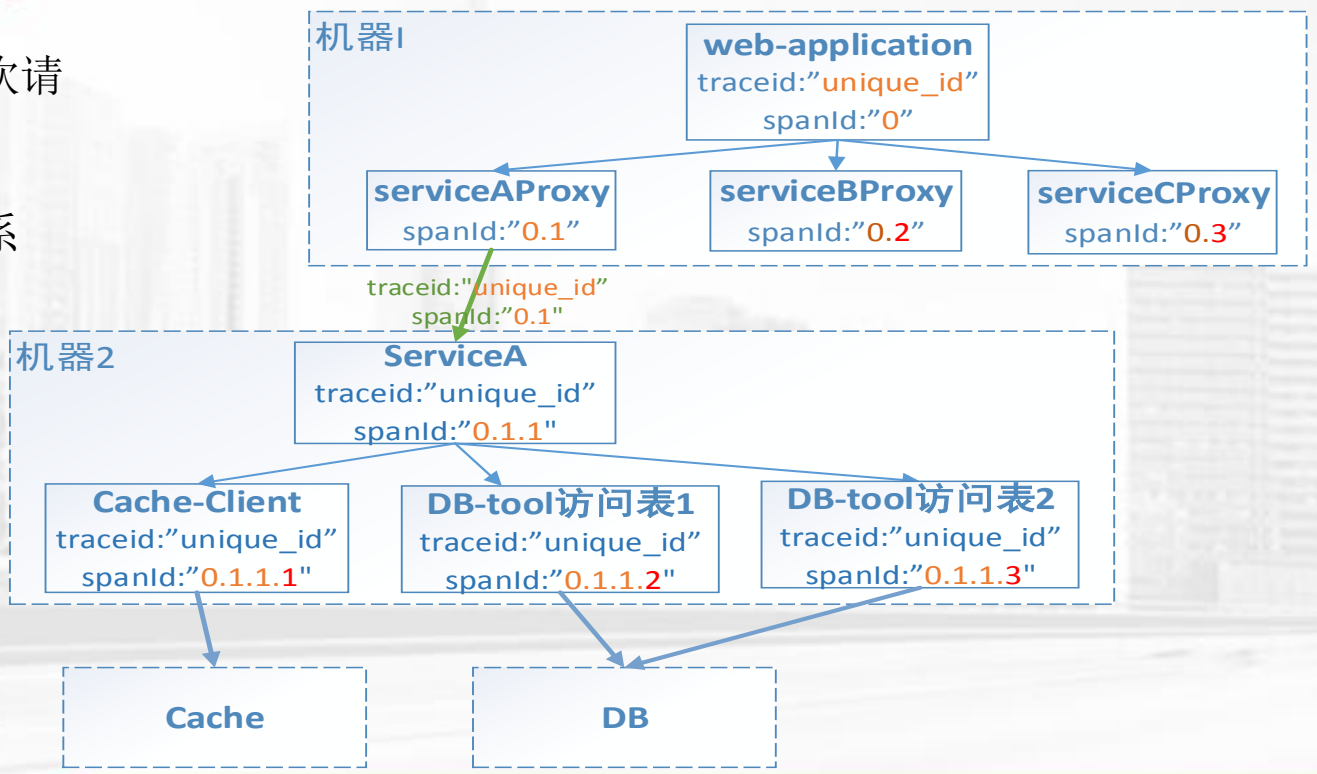 次请
系
机器1
web-application
traceid:"unique_id"
spanId:"0"
serviceAProxy
spanId:"0.1"
serviceBProxy
spanId:"0.2"
serviceCProxy
spanId:"0.3"
traceid:"unique_id"
spanId:"0.1"
机器2
ServiceA
traceid:"unique_id"
spanId:"0.1.1"
Cache-Client
traceid:"unique_id"
spanId:"0.1.1.1"
DB-tool访问表1
traceid:"unique_id"
spanId:"0.1.1.2"
DB-tool访问表2
traceid:"unique_id"
spanId:"0.1.1.3"
Cache
DB